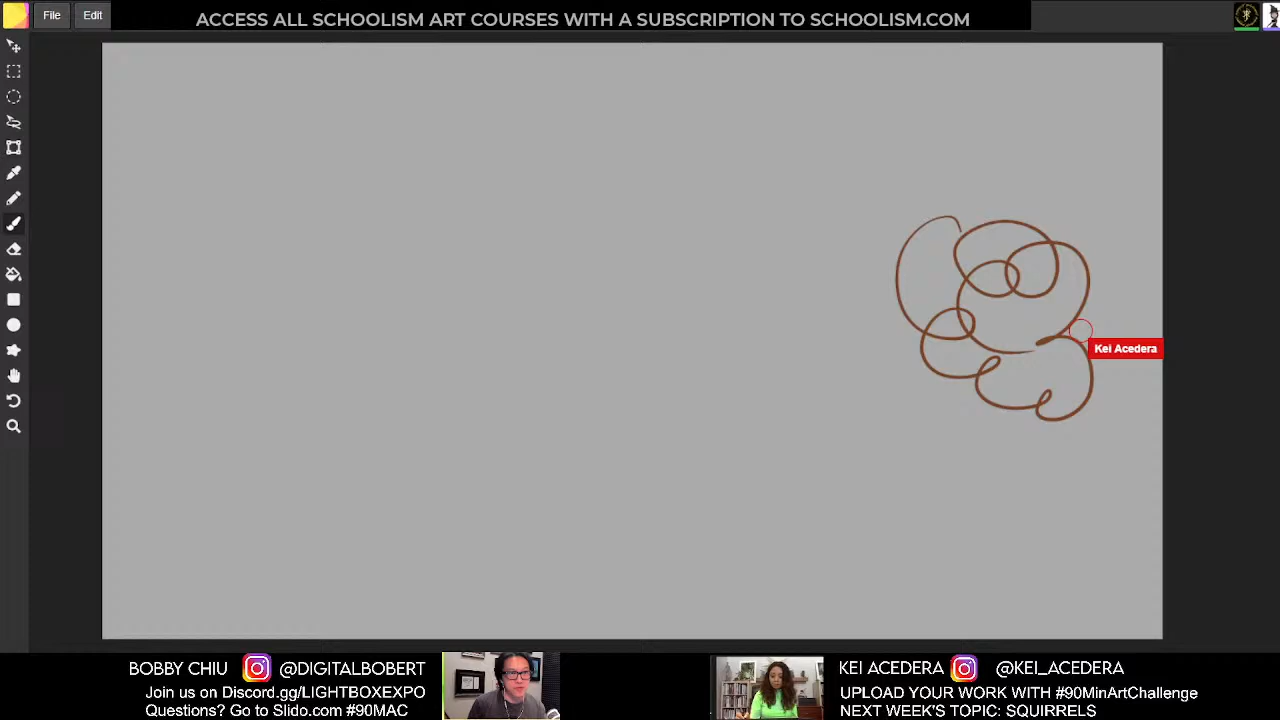 File Edit ACCESS ALL SCHOOLISM ART COURSES WITH A SUBSCRIPTION TO SCHOOLISM.COM
Kei Acedera
BOBBY CHIU @DIGITALBOBERT
Join us on Discord.gg/LIGHTBOXEXPO
Questions? Go to Slido.com #90MAC
KEI ACEDERA @KEI_ACEDERA
UPLOAD YOUR WORK WITH #90MinArtChallenge
NEXT WEEK'S TOPIC: SQUIRRELS